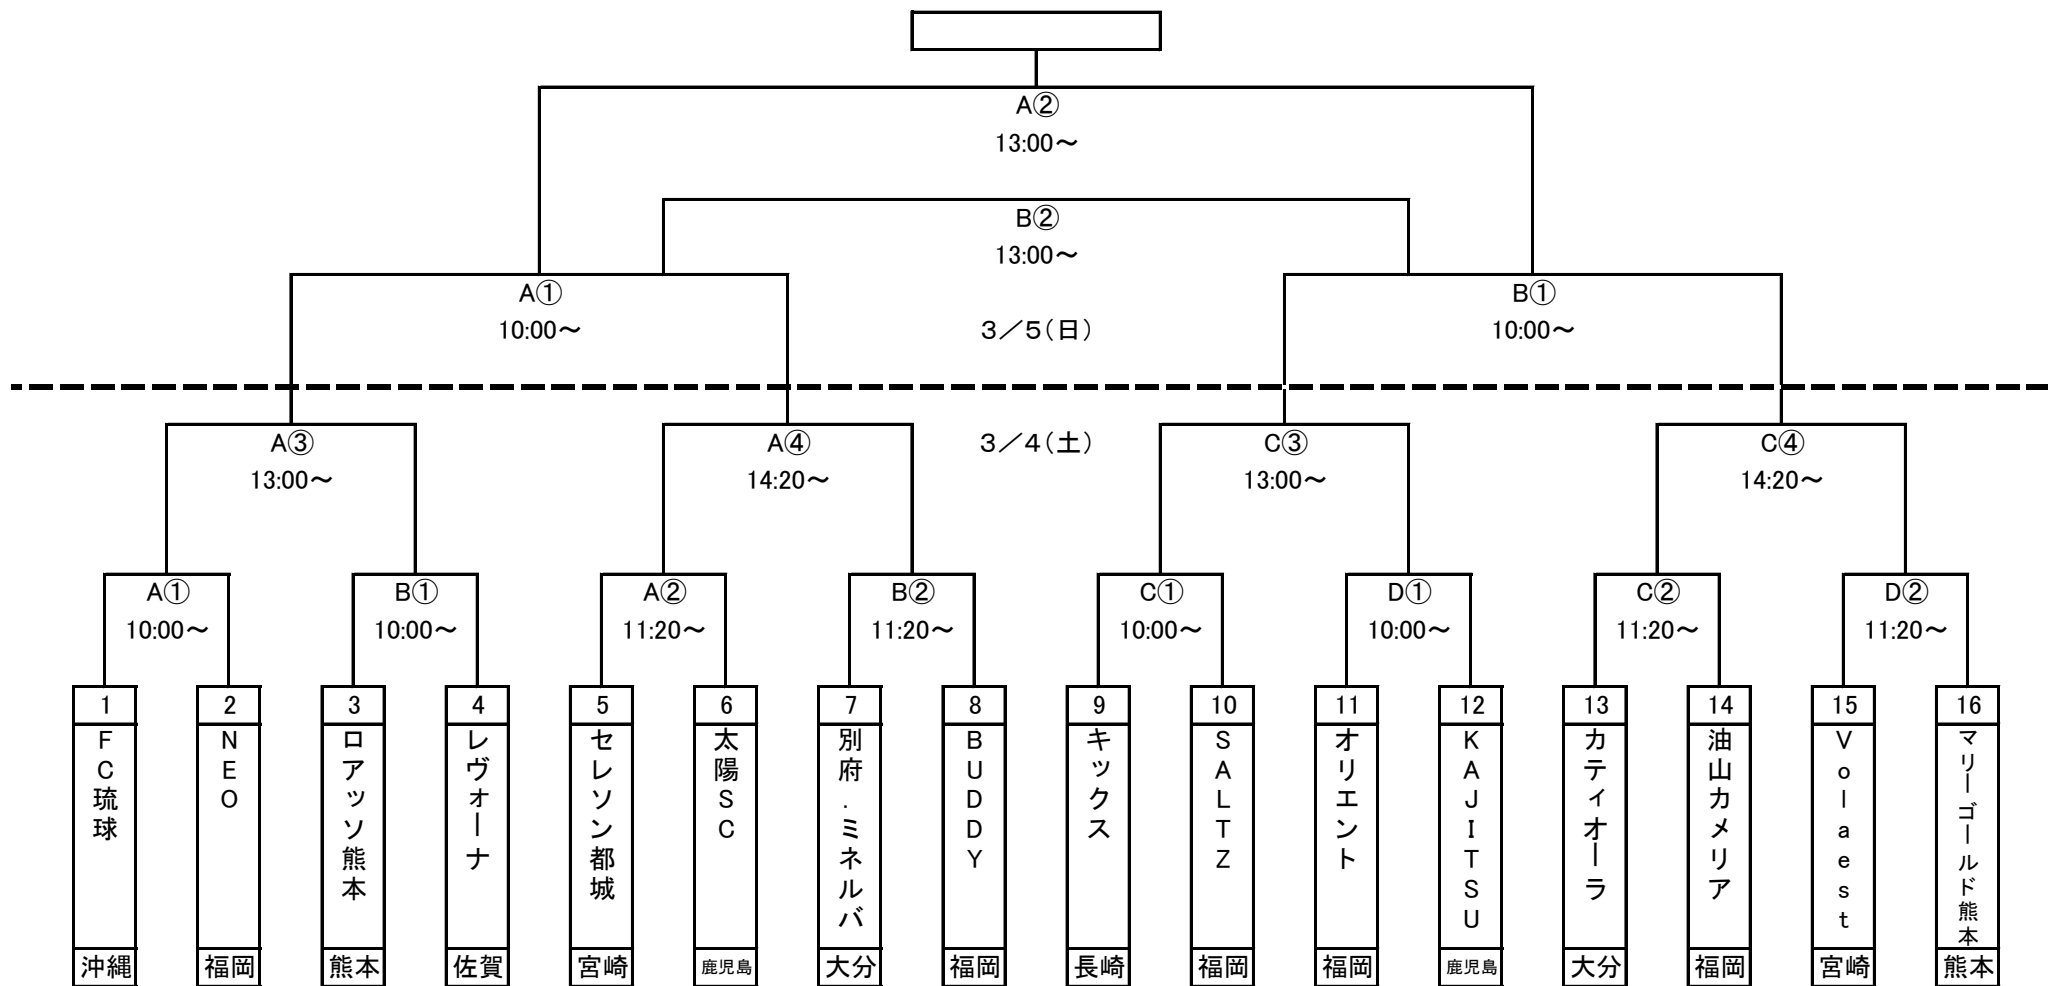 A②
13:00～
B②
13:00～
A①
10:00～
3／5（日）
B①
10:00～
A③
13:00～
A④
14:20～
3／4（土）
C③
13:00～
C④
14:20～
A①
10:00～
B①
10:00～
A②
11:20～
B②
11:20～
C①
10:00～
D①
10:00～
C②
11:20～
D②
11:20～
1
FC琉球
沖縄
2
NEO
福岡
3
ロアッソ熊本
熊本
4
レヴォーナ
佐賀
5
セレソン都城
宮崎
6
太陽SC
鹿児島
7
別府．ミネルバ
大分
8
BUDDY
福岡
9
キックス
長崎
10
SALTZ
福岡
11
オリエント
福岡
12
KAJITSU
鹿児島
13
カティオーラ
大分
14
油山カメリア
福岡
15
Volaest
宮崎
16
マリーゴールド熊本
熊本